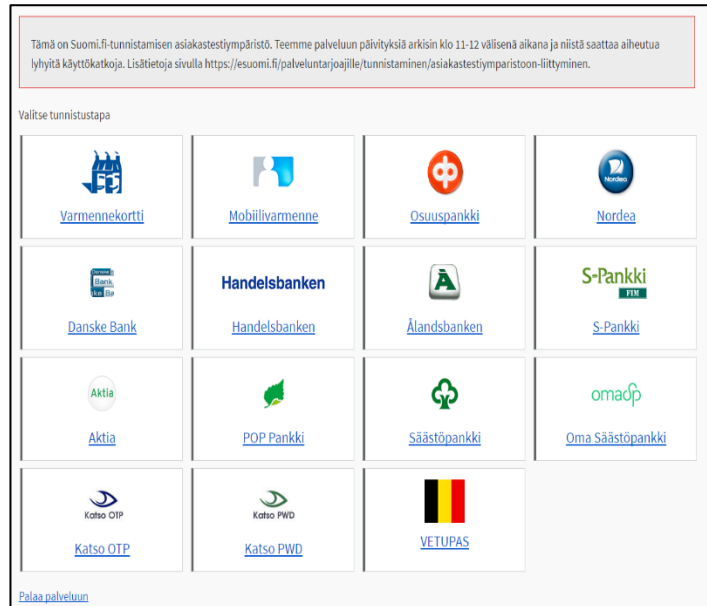 Tämä on Suomi.fi-tunnistamisen asiakastestiympäristö. Teemme palveluun päivityksiä arkisin klo 11-12 välisenä aikana ja niistä saattaa aiheutua
lyhyitä käyttökatkoja. Lisätietoja sivulla https://esuomi.fi/palveluntarjoajille/tunnistaminen/asiakastestiymparistoon-liittyminen.
Valitse tunnistustapa
Varmennekortti
Mobiilivarmenne
Osuuspankki
Nordea
Nordea
Danske
Bank
Danske Bank
Handelsbanken
Handelsbanken
Ålandsbanken
S-Pankki
FIM
S-Pankki
Aktia
Aktia
POP Pankki
Säästöpankki
omasp
Oma Säästöpankki
Katso OTP
Katso OTP
Katso PWD
Katso PWD
VETUPAS
Palaa palveluun